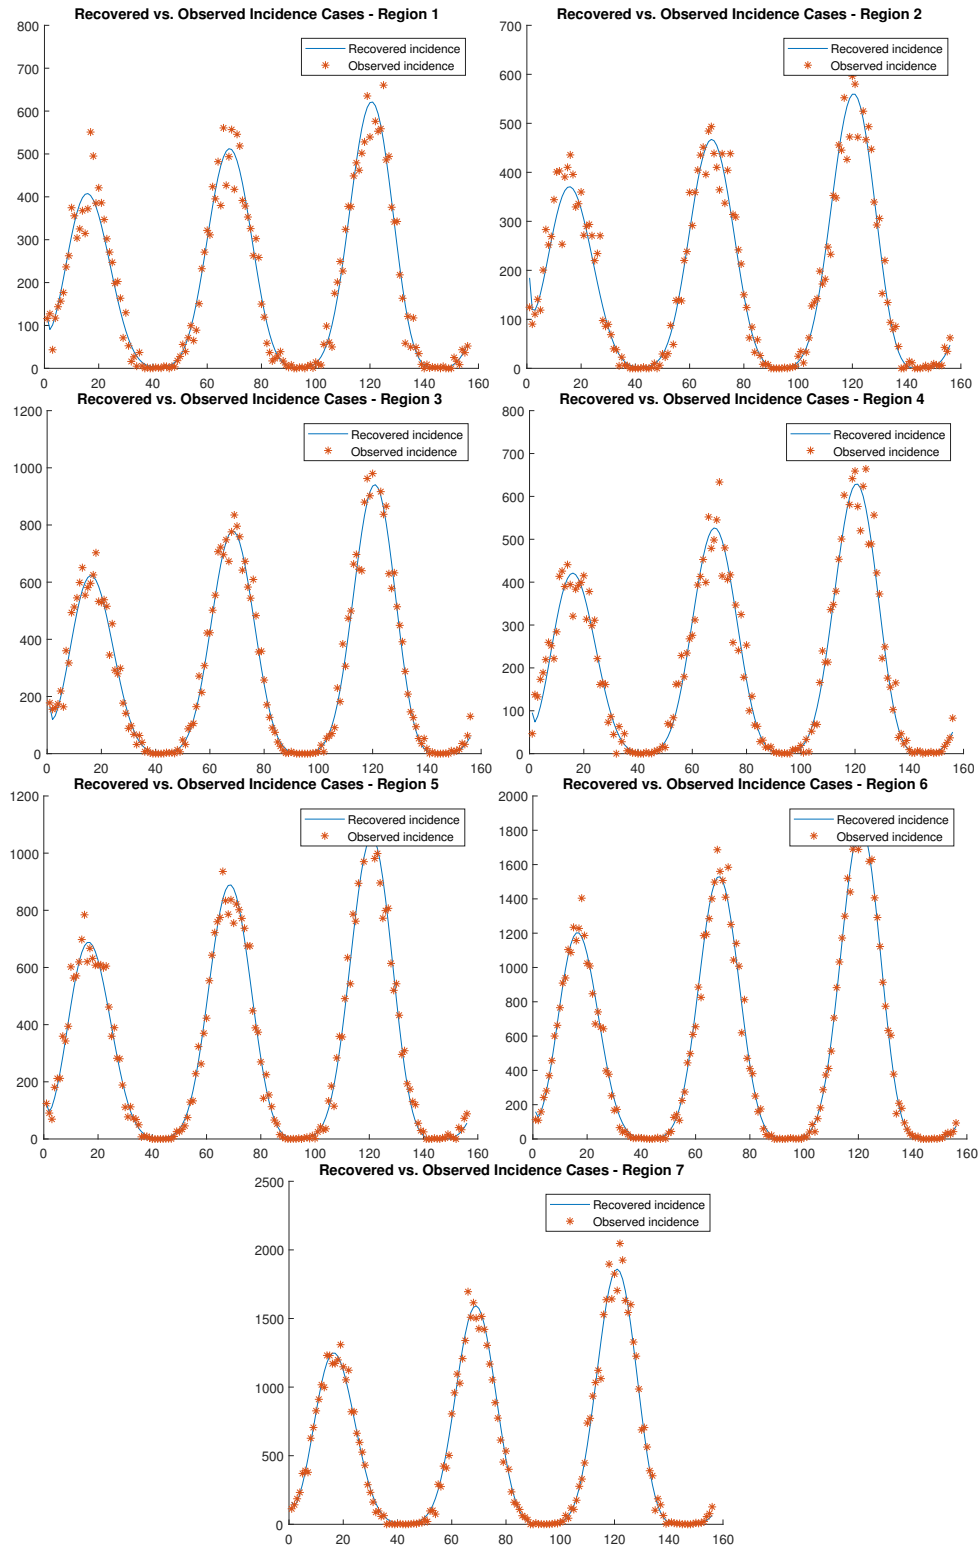 Recovered vs. Observed Incidence Cases - Region 1
Recovered incidence
Observed incidence
800
700
600
500
400
300
200
100
0
0 20 40 60 80 100 120 140 160
Recovered vs. Observed Incidence Cases - Region 2
Recovered incidence
Observed incidence
700
600
500
400
300
200
100
0
0 20 40 60 80 100 120 140 160
Recovered vs. Observed Incidence Cases - Region 3
Recovered incidence
Observed incidence
1200
1000
800
600
400
200
0
0 20 40 60 80 100 120 140 160
Recovered vs. Observed Incidence Cases - Region 4
Recovered incidence
Observed incidence
800
700
600
500
400
300
200
100
0
0 20 40 60 80 100 120 140 160
Recovered vs. Observed Incidence Cases - Region 5
Recovered incidence
Observed incidence
1200
1000
800
600
400
200
0
0 20 40 60 80 100 120 140 160
Recovered vs. Observed Incidence Cases - Region 6
Recovered incidence
Observed incidence
2000
1800
1600
1400
1200
1000
800
600
400
200
0
0 20 40 60 80 100 120 140 160
Recovered vs. Observed Incidence Cases - Region 7
Recovered incidence
Observed incidence
2500
2000
1500
1000
500
0
0 20 40 60 80 100 120 140 160